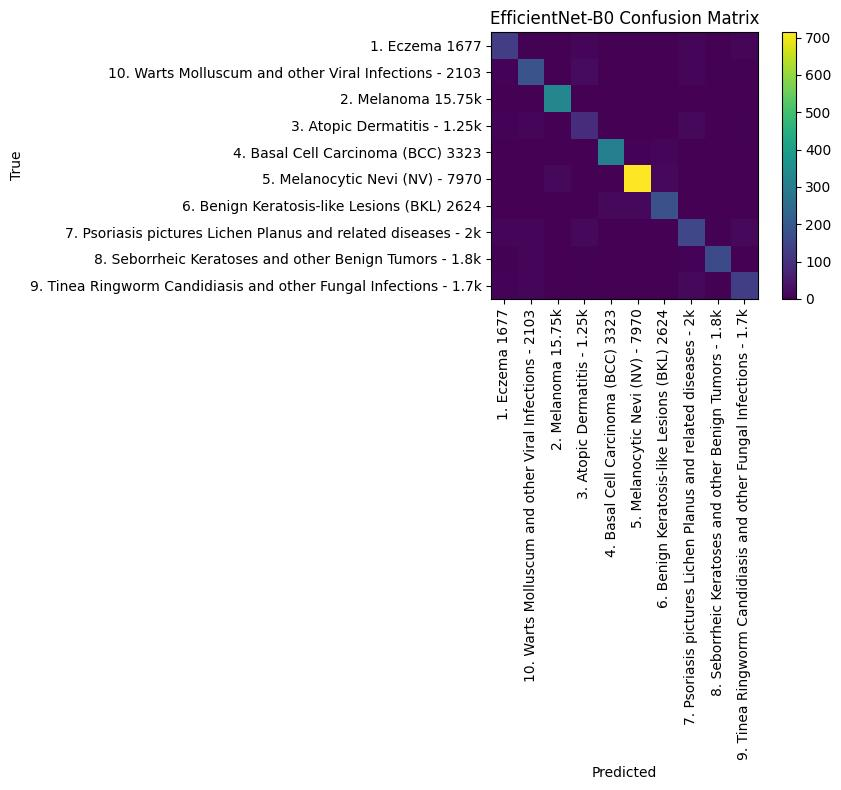 EfficientNet-B0 Confusion Matrix
True
1. Eczema 1677
10. Warts Molluscum and other Viral Infections - 2103
2. Melanoma 15.75k
3. Atopic Dermatitis - 1.25k
4. Basal Cell Carcinoma (BCC) 3323
5. Melanocytic Nevi (NV) - 7970
6. Benign Keratosis-like Lesions (BKL) 2624
7. Psoriasis pictures Lichen Planus and related diseases - 2k
8. Seborrheic Keratoses and other Benign Tumors - 1.8k
9. Tinea Ringworm Candidiasis and other Fungal Infections - 1.7k
700
600
500
400
300
200
100
0
1. Eczema 1677
10. Warts Molluscum and other Viral Infections - 2103
2. Melanoma 15.75k
3. Atopic Dermatitis - 1.25k
4. Basal Cell Carcinoma (BCC) 3323
5. Melanocytic Nevi (NV) - 7970
6. Benign Keratosis-like Lesions (BKL) 2624
7. Psoriasis pictures Lichen Planus and related diseases - 2k
8. Seborrheic Keratoses and other Benign Tumors - 1.8k
9. Tinea Ringworm Candidiasis and other Fungal Infections - 1.7k
Predicted